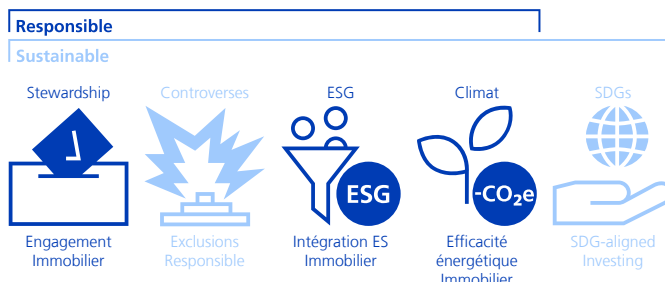 Responsible
Sustainable
Stewardship
Controverses
ESG
Climat
SDGs
ESG
-CO₂e
Engagement
Immobilier
Exclusions
Responsible
Intégration ES
Immobilier
Efficacité
énergétique
Immobilier
SDG-aligned
Investing